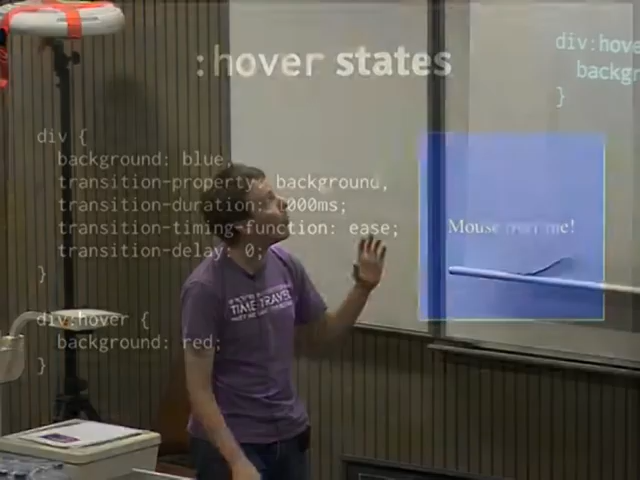 :hover states
div {
background: blue,
transition-property: background,
transition-duration: 1000ms;
transition-timing-function: ease;
transition-delay: 0;
}
div:hover {
background: red;
}
div:hove
backgr
}
Mouse over me!
TIME TRAVEL